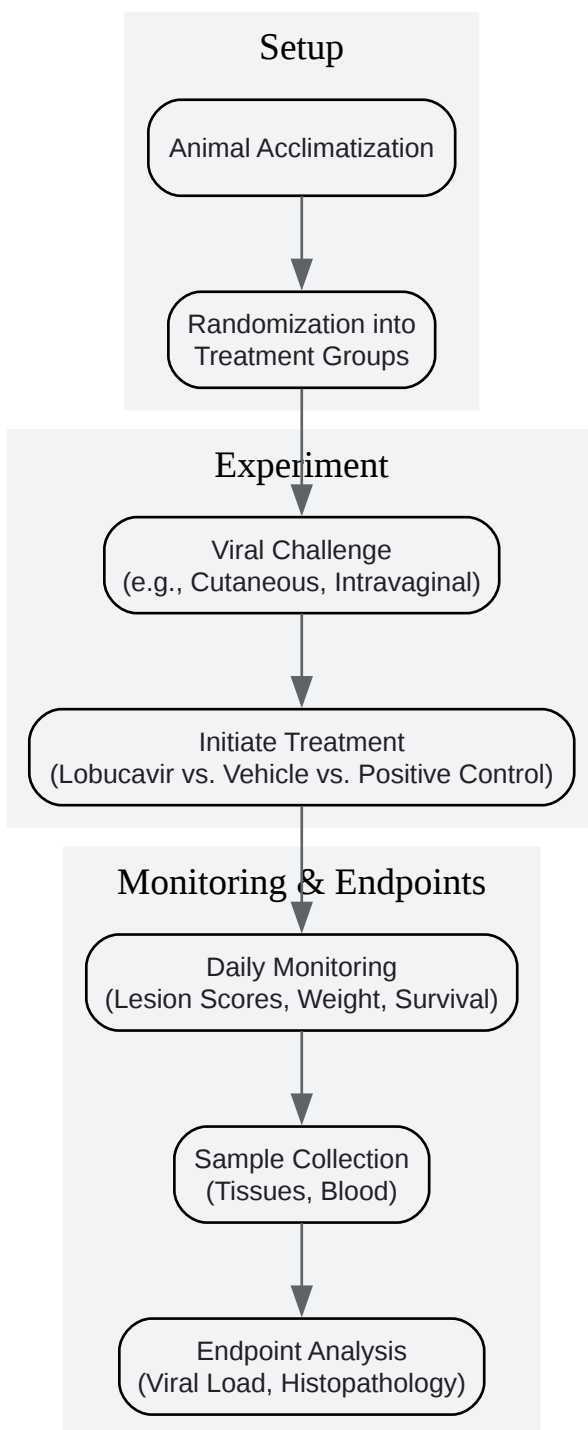 Setup
Animal Acclimatization
Randomization into
Treatment Groups
Experiment
Viral Challenge
(e.g., Cutaneous, Intravaginal)
Initiate Treatment
(Lobucavir vs. Vehicle vs. Positive Control)
Monitoring & Endpoints
Daily Monitoring
(Lesion Scores, Weight, Survival)
Sample Collection
(Tissues, Blood)
Endpoint Analysis
(Viral Load, Histopathology)